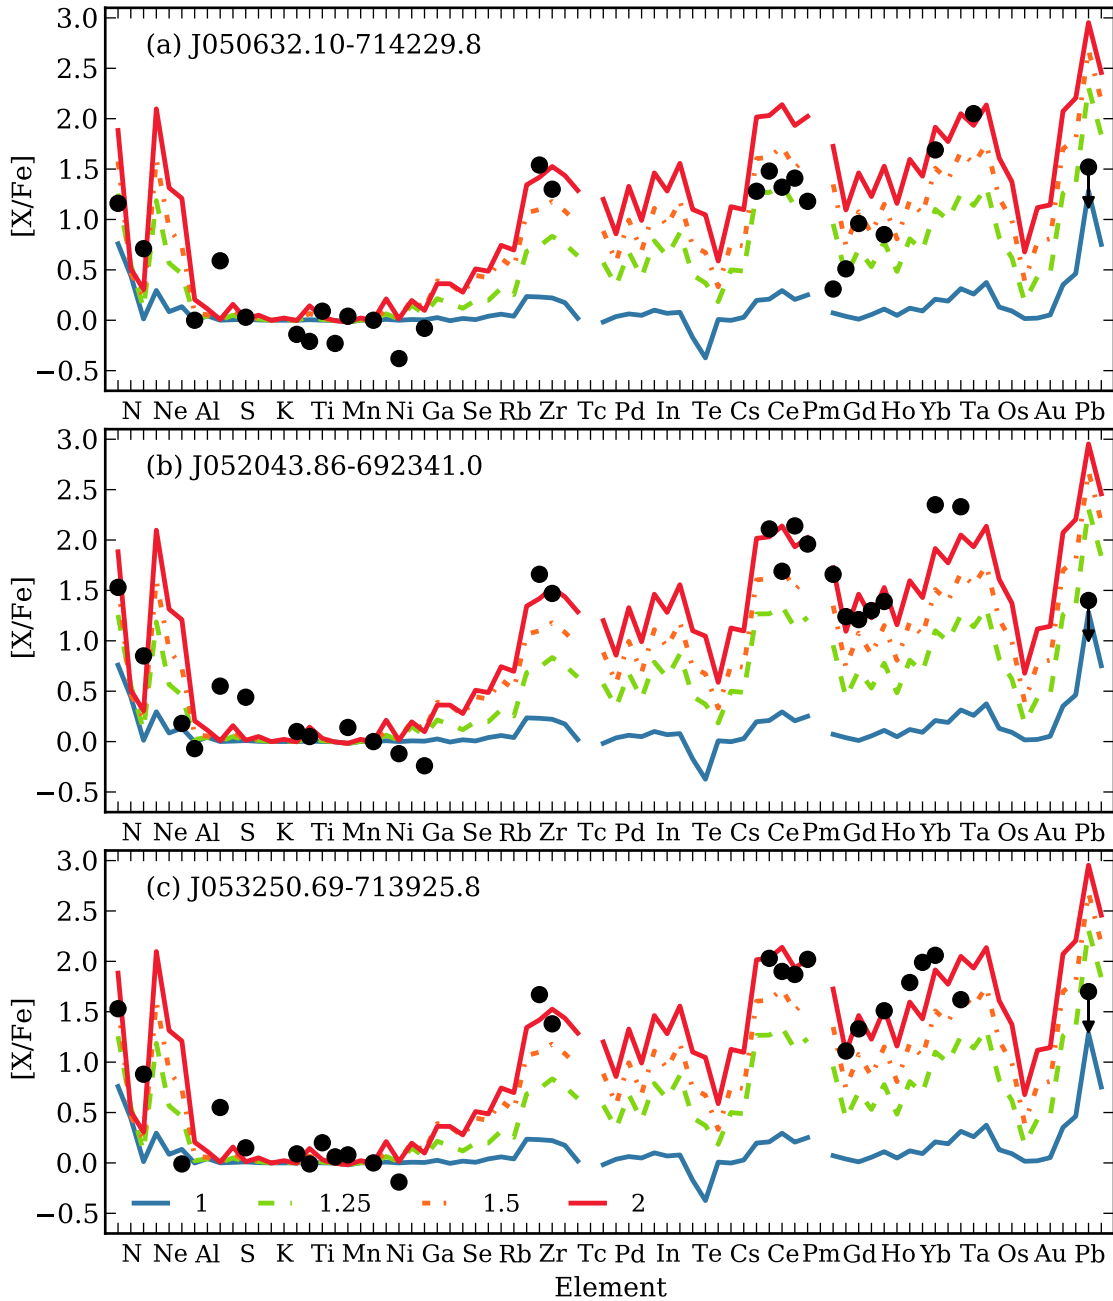 3.0
(a) J050632.10-714229.8
2.5
2.0
1.5
1.0
0.5
0.0
−0.5
[X/Fe]
N Ne Al S K Ti Mn Ni Ga Se Rb Zr Tc Pd In Te Cs Ce Pm Gd Ho Yb Ta Os Au Pb
3.0
(b) J052043.86-692341.0
2.5
2.0
1.5
1.0
0.5
0.0
−0.5
[X/Fe]
N Ne Al S K Ti Mn Ni Ga Se Rb Zr Tc Pd In Te Cs Ce Pm Gd Ho Yb Ta Os Au Pb
3.0
(c) J053250.69-713925.8
2.5
2.0
1.5
1.0
0.5
0.0
−0.5
[X/Fe]
1 1.25 1.5 2
N Ne Al S K Ti Mn Ni Ga Se Rb Zr Tc Pd In Te Cs Ce Pm Gd Ho Yb Ta Os Au Pb
Element